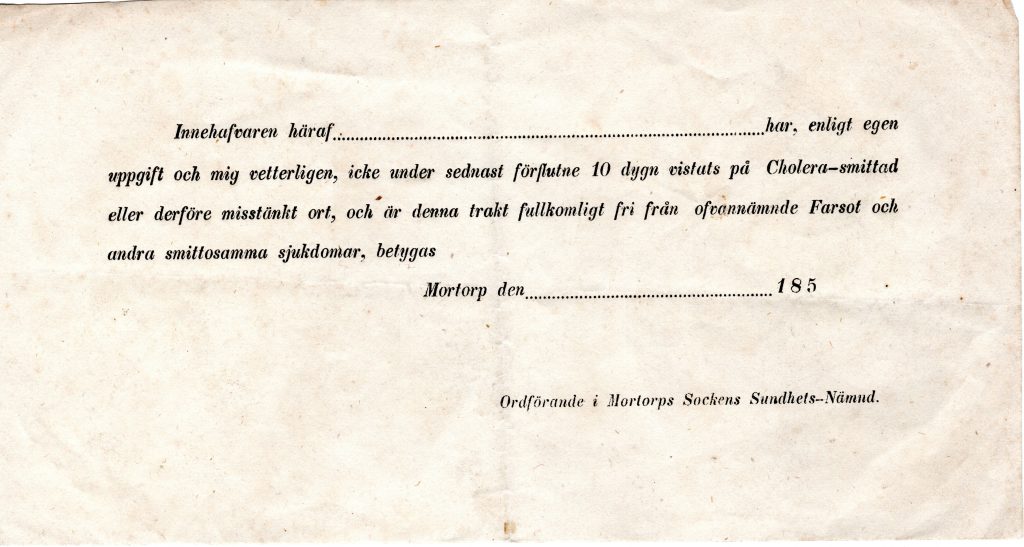 Innehafvaren häraf........................................har, enligt egen
uppgift och mig vetterligen, icke under sednast förflutne 10 dygn vistats på Cholera-smittad
eller derföre misstänkt ort, och är denna trakt fullkomligt fri från ofvannämnde Farsot och
andra smittosamma sjukdomar, betygas
Mortorp den........................................185
Ordförande i Mortorps Sockens Sundhets-Nämnd.